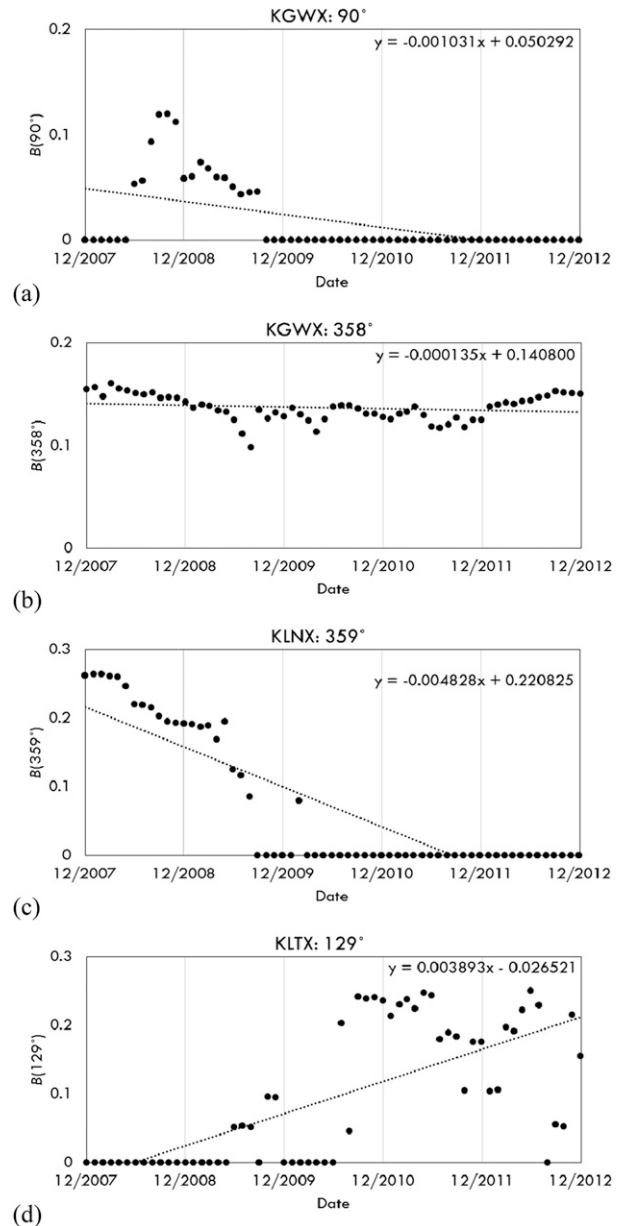 KGWX: 90°
0.2
y = -0.001031x + 0.050292
B(90°)
0.1
0
12/2007 12/2008 12/2009 12/2010 12/2011 12/2012
Date
(a)
KGWX: 358°
0.2
y = -0.000135x + 0.140800
B(358°)
0.1
0
12/2007 12/2008 12/2009 12/2010 12/2011 12/2012
Date
(b)
KLNX: 359°
0.3
y = -0.004828x + 0.220825
0.2
B(359°)
0.1
0
12/2007 12/2008 12/2009 12/2010 12/2011 12/2012
Date
(c)
KLTX: 129°
0.3
y = 0.003893x - 0.026521
0.2
B(129°)
0.1
0
12/2007 12/2008 12/2009 12/2010 12/2011 12/2012
Date
(d)